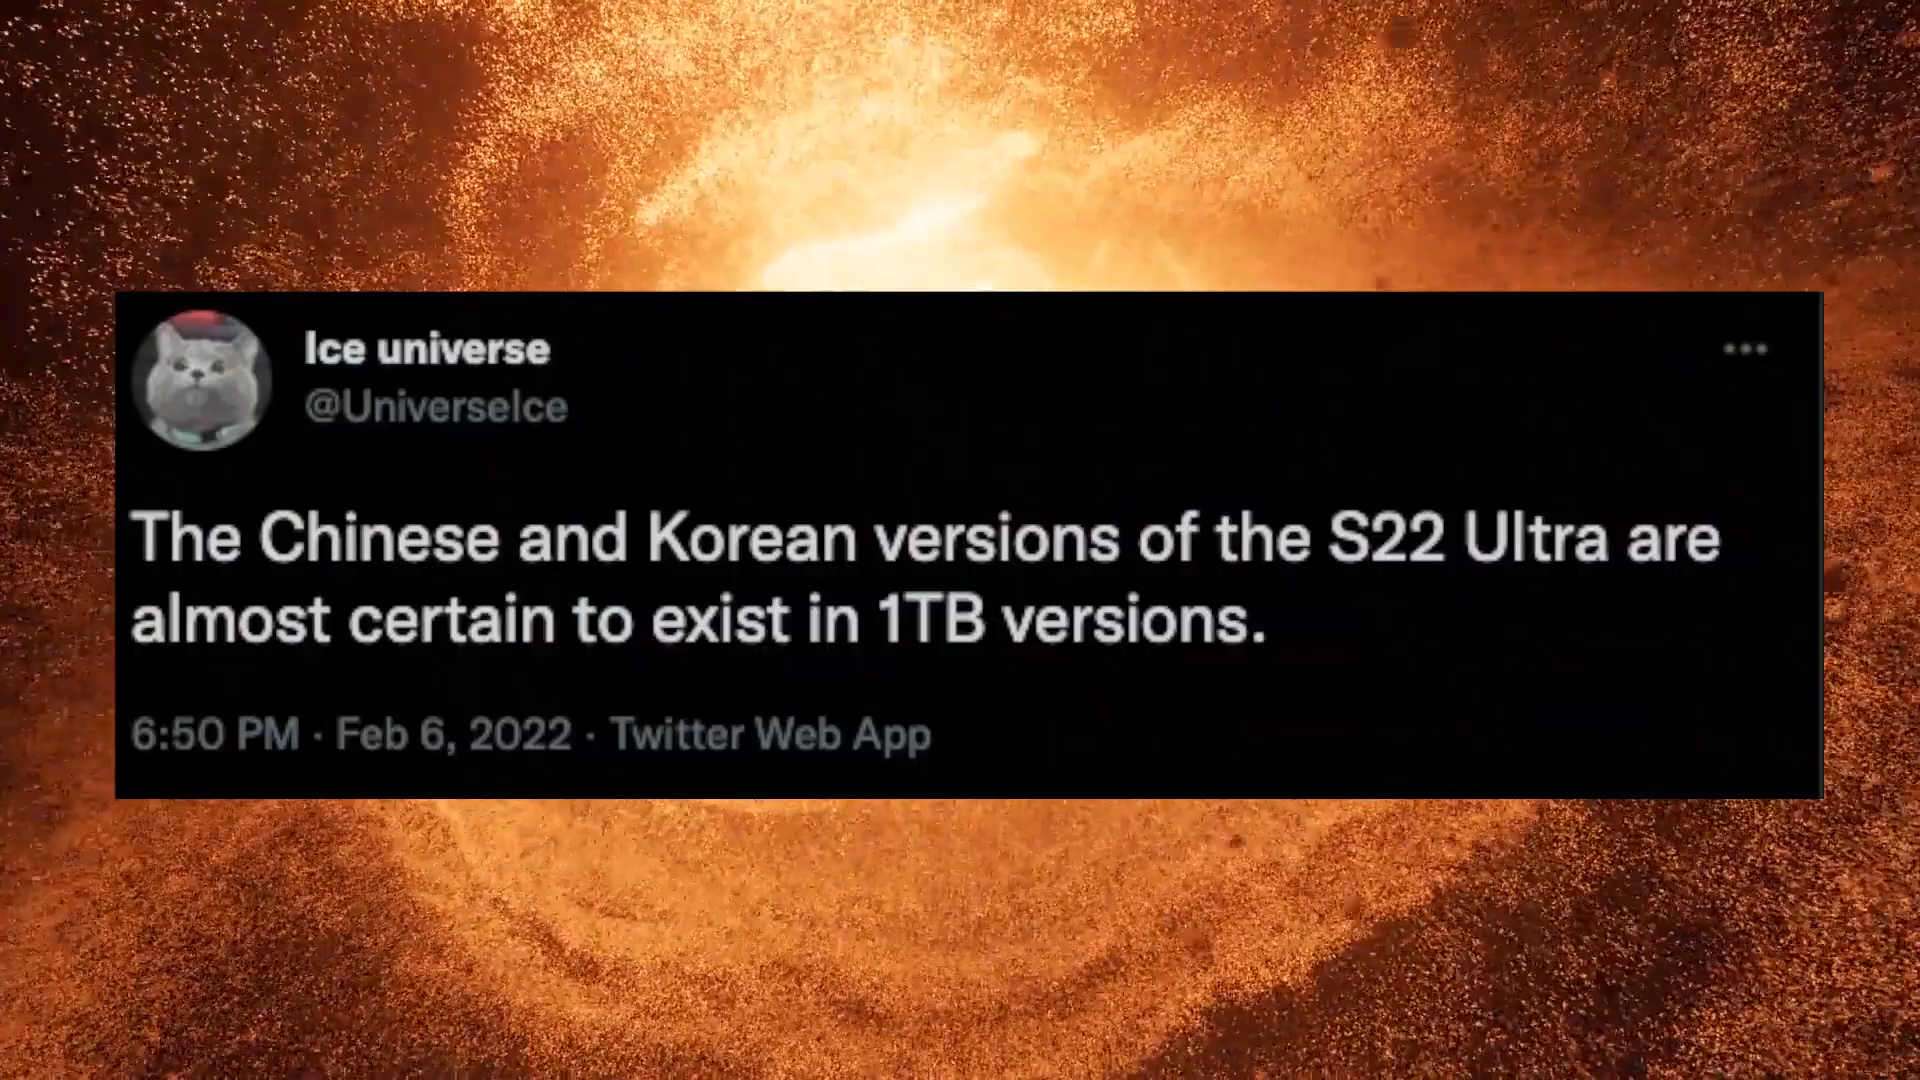 Ice universe
@UniverseIce
The Chinese and Korean versions of the S22 Ultra are
almost certain to exist in 1TB versions.
6:50 PM · Feb 6, 2022 · Twitter Web App